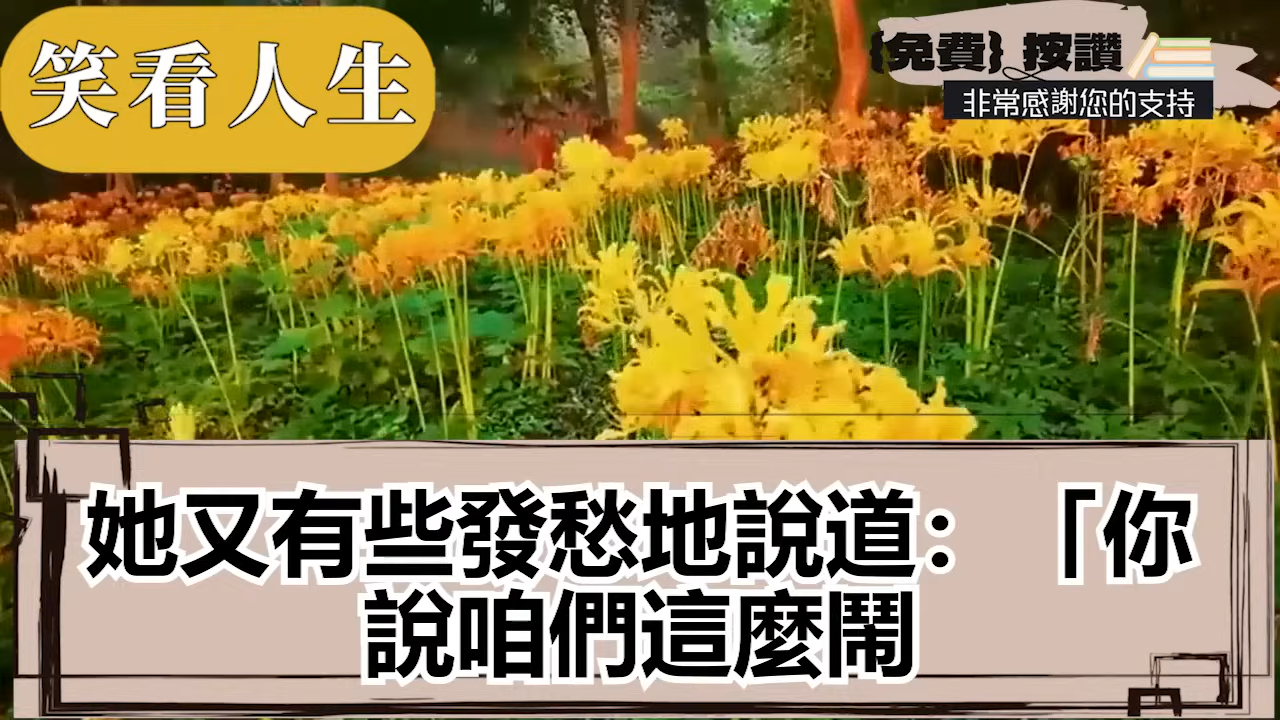 笑看人生
{免費} 按讚
非常感謝您的支持
她又有些發愁地說道：「你
說咱們這麼鬧